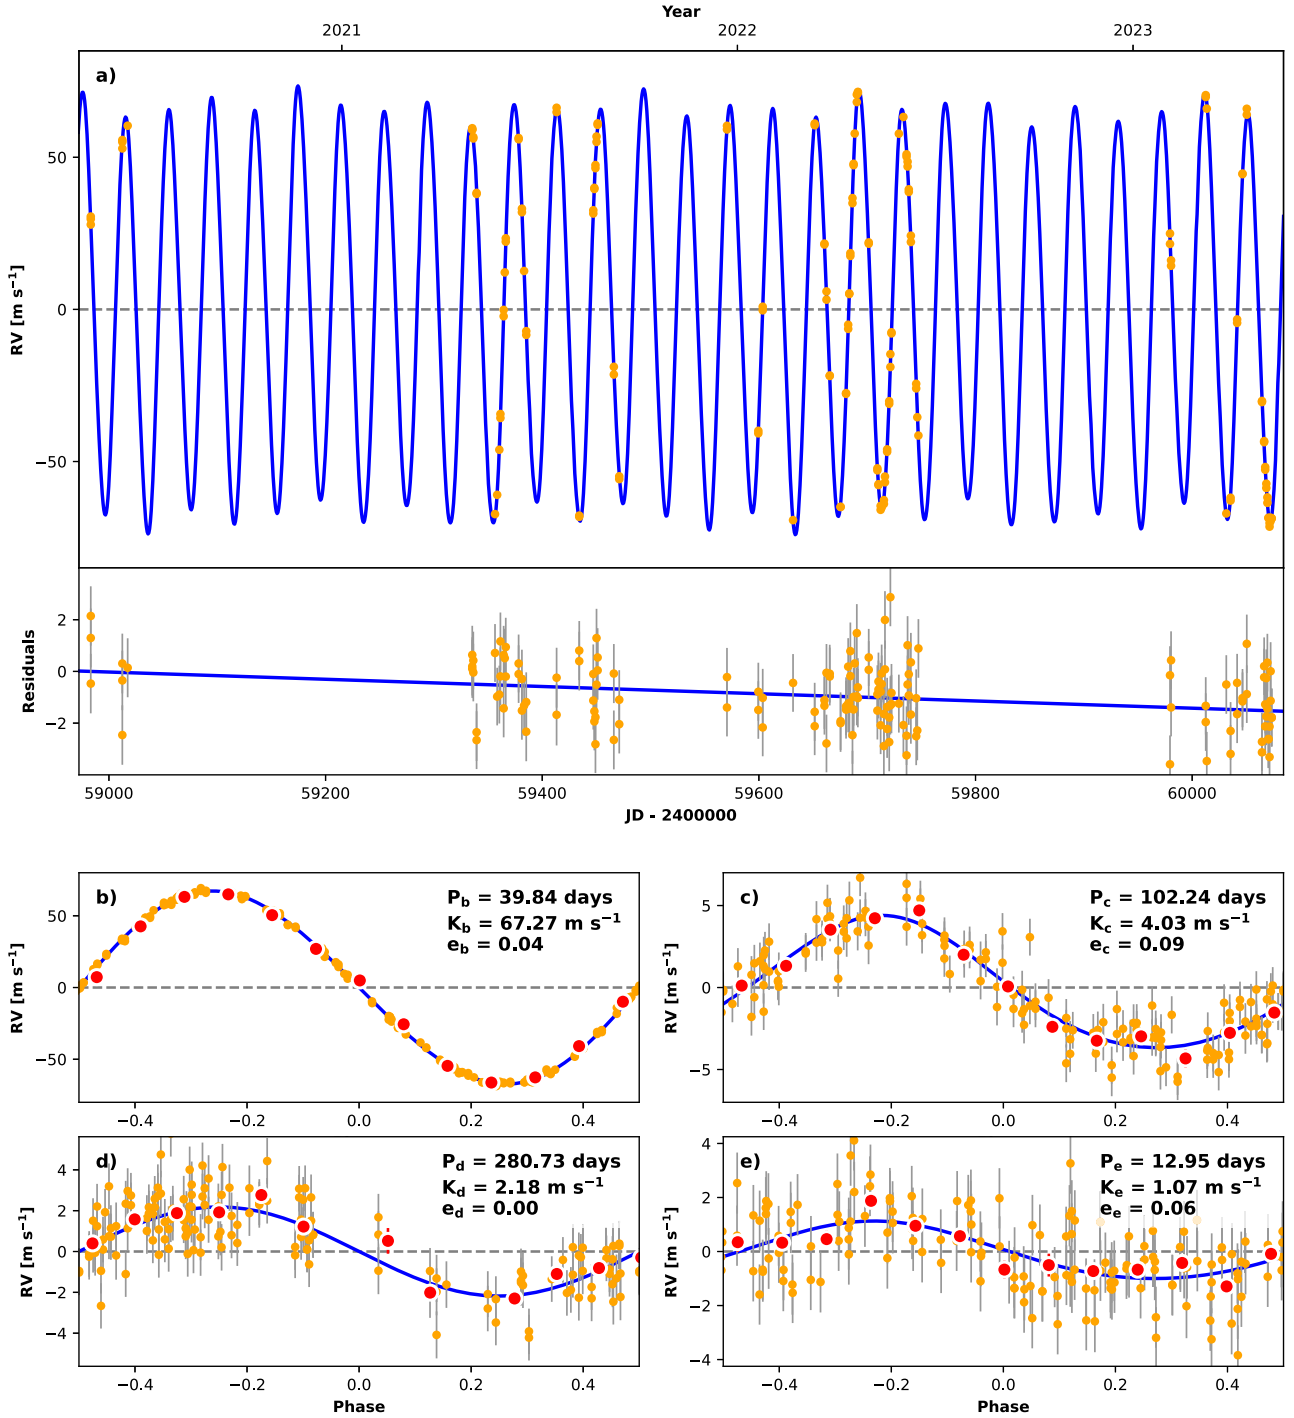 Year
2021 2022 2023
a)
RV [m s⁻¹]
50
0
−50
Residuals
2
0
−2
59000 59200 59400 59600 59800 60000
JD - 2400000
b)
P_b = 39.84 days
K_b = 67.27 m s⁻¹
e_b = 0.04
RV [m s⁻¹]
50
0
−50
−0.4 −0.2 0.0 0.2 0.4
c)
P_c = 102.24 days
K_c = 4.03 m s⁻¹
e_c = 0.09
RV [m s⁻¹]
5
0
−5
−0.4 −0.2 0.0 0.2 0.4
d)
P_d = 280.73 days
K_d = 2.18 m s⁻¹
e_d = 0.00
RV [m s⁻¹]
4
2
0
−2
−4
−0.4 −0.2 0.0 0.2 0.4
Phase
e)
P_e = 12.95 days
K_e = 1.07 m s⁻¹
e_e = 0.06
RV [m s⁻¹]
4
2
0
−2
−4
−0.4 −0.2 0.0 0.2 0.4
Phase